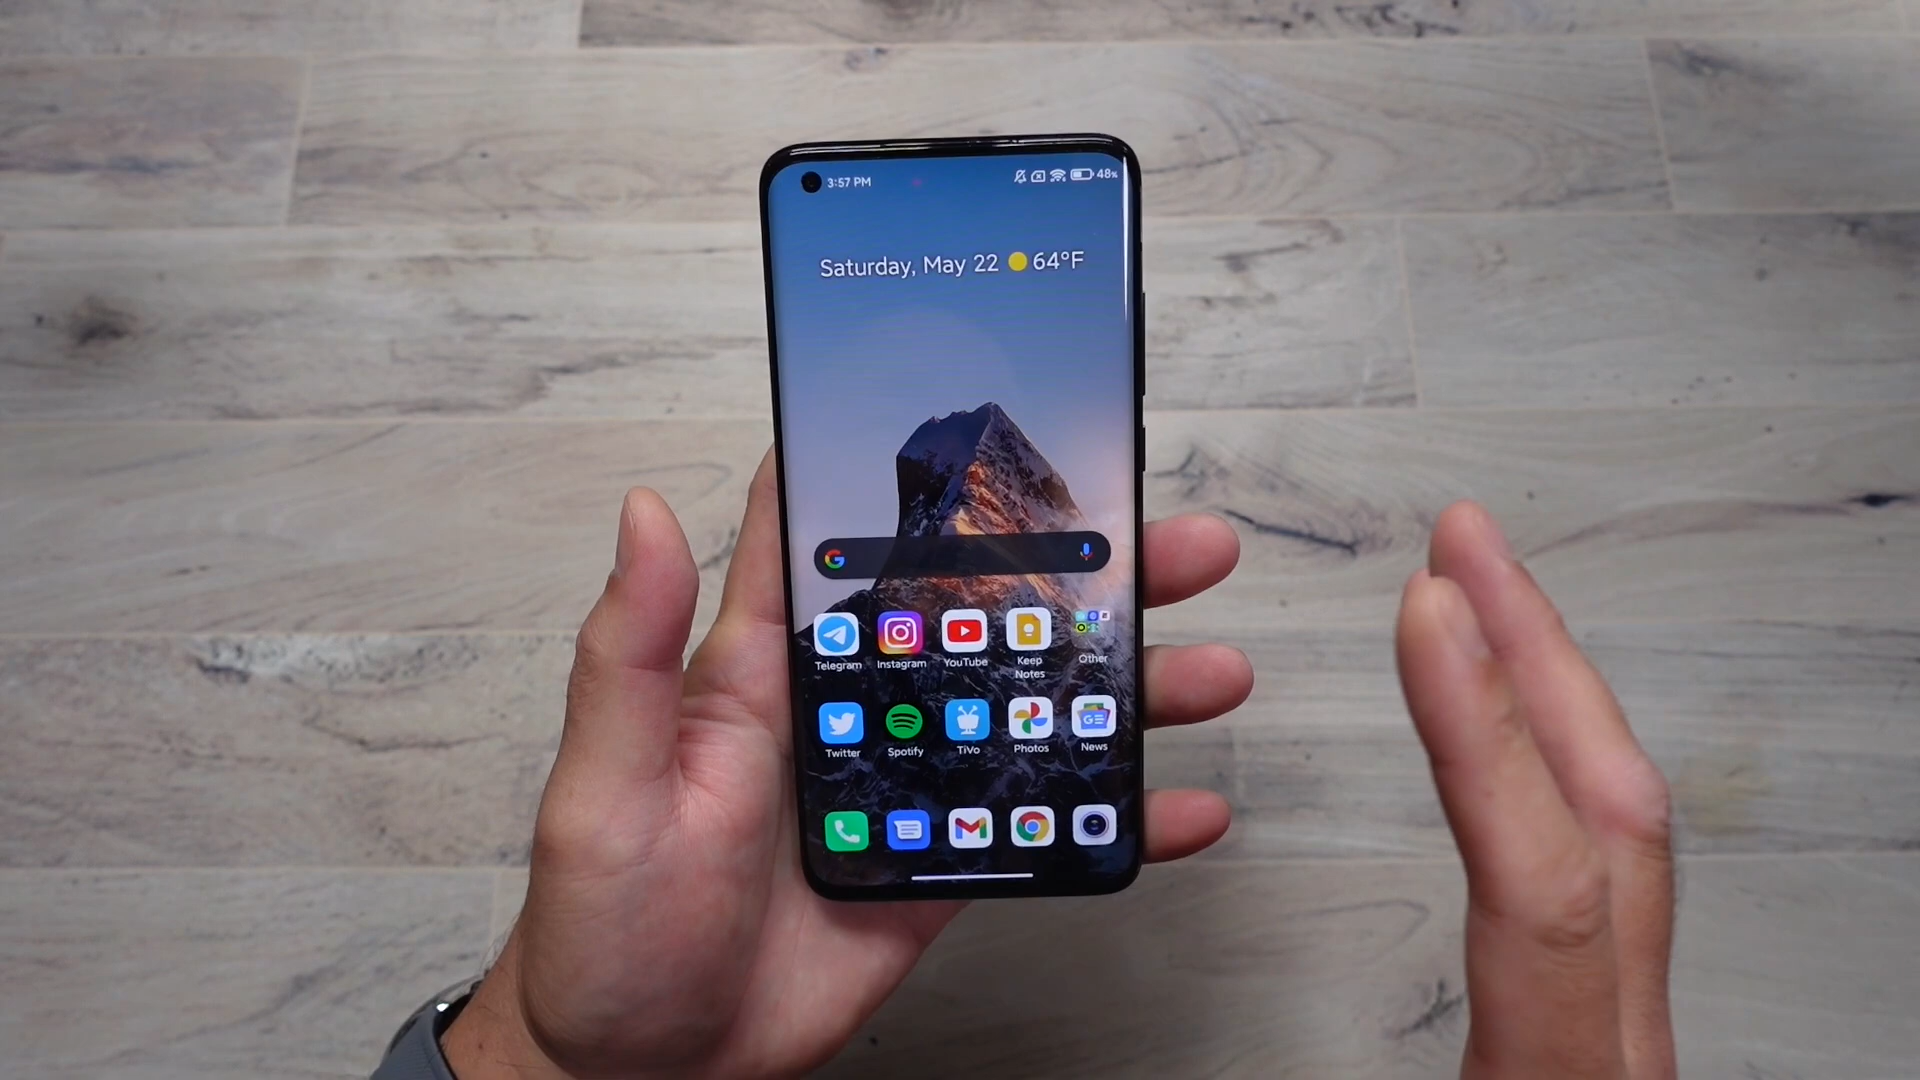 3:57 PM 48%
Saturday, May 22 64°F
Telegram Instagram YouTube Keep Notes Other
Twitter Spotify TiVo Photos News